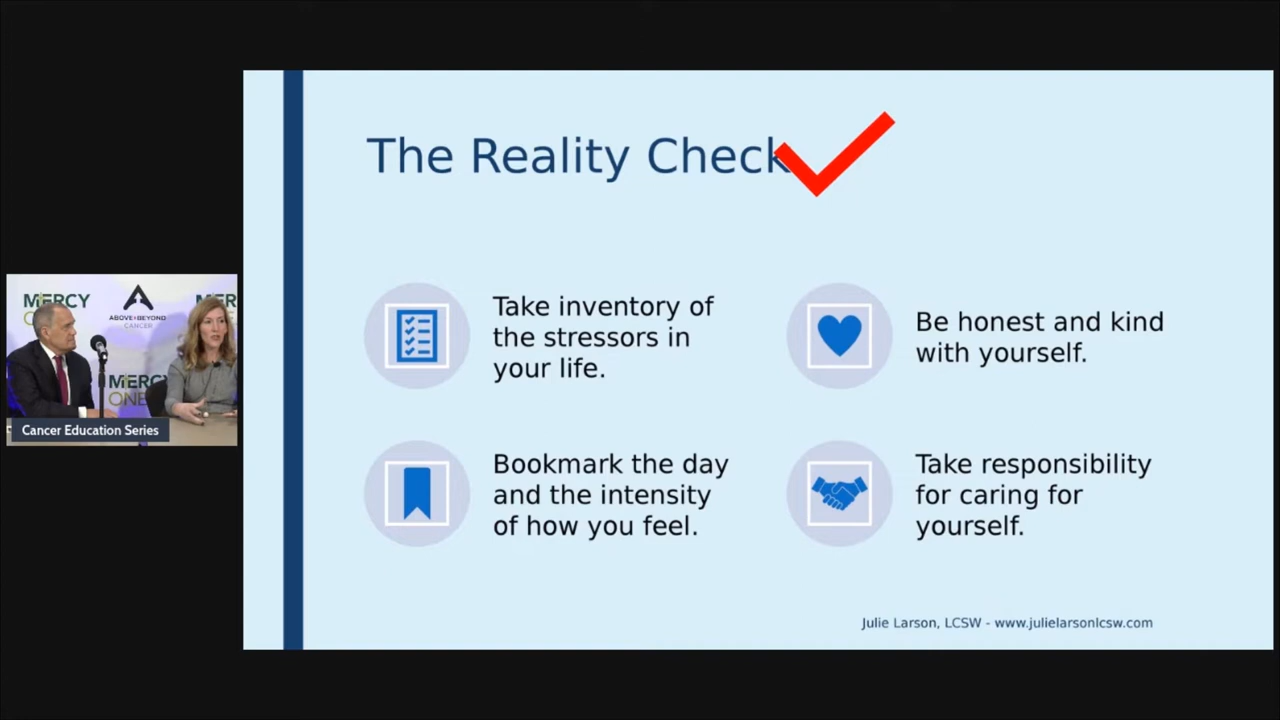 The Reality Check
Take inventory of
the stressors in
your life.
Be honest and kind
with yourself.
Bookmark the day
and the intensity
of how you feel.
Take responsibility
for caring for
yourself.
Julie Larson, LCSW - www.julielarsonlcsw.com
MERCY
ABOVE+BEYOND
CANCER
MER
MERCY
ONE
Cancer Education Series